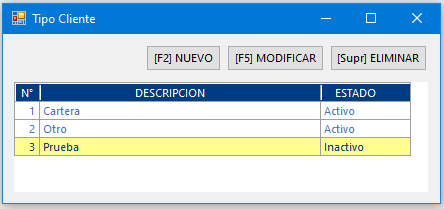 Tipo Cliente
[F2] NUEVO [F5] MODIFICAR [Supr] ELIMINAR
N° DESCRIPCION ESTADO
1 Cartera Activo
2 Otro Activo
3 Prueba Inactivo